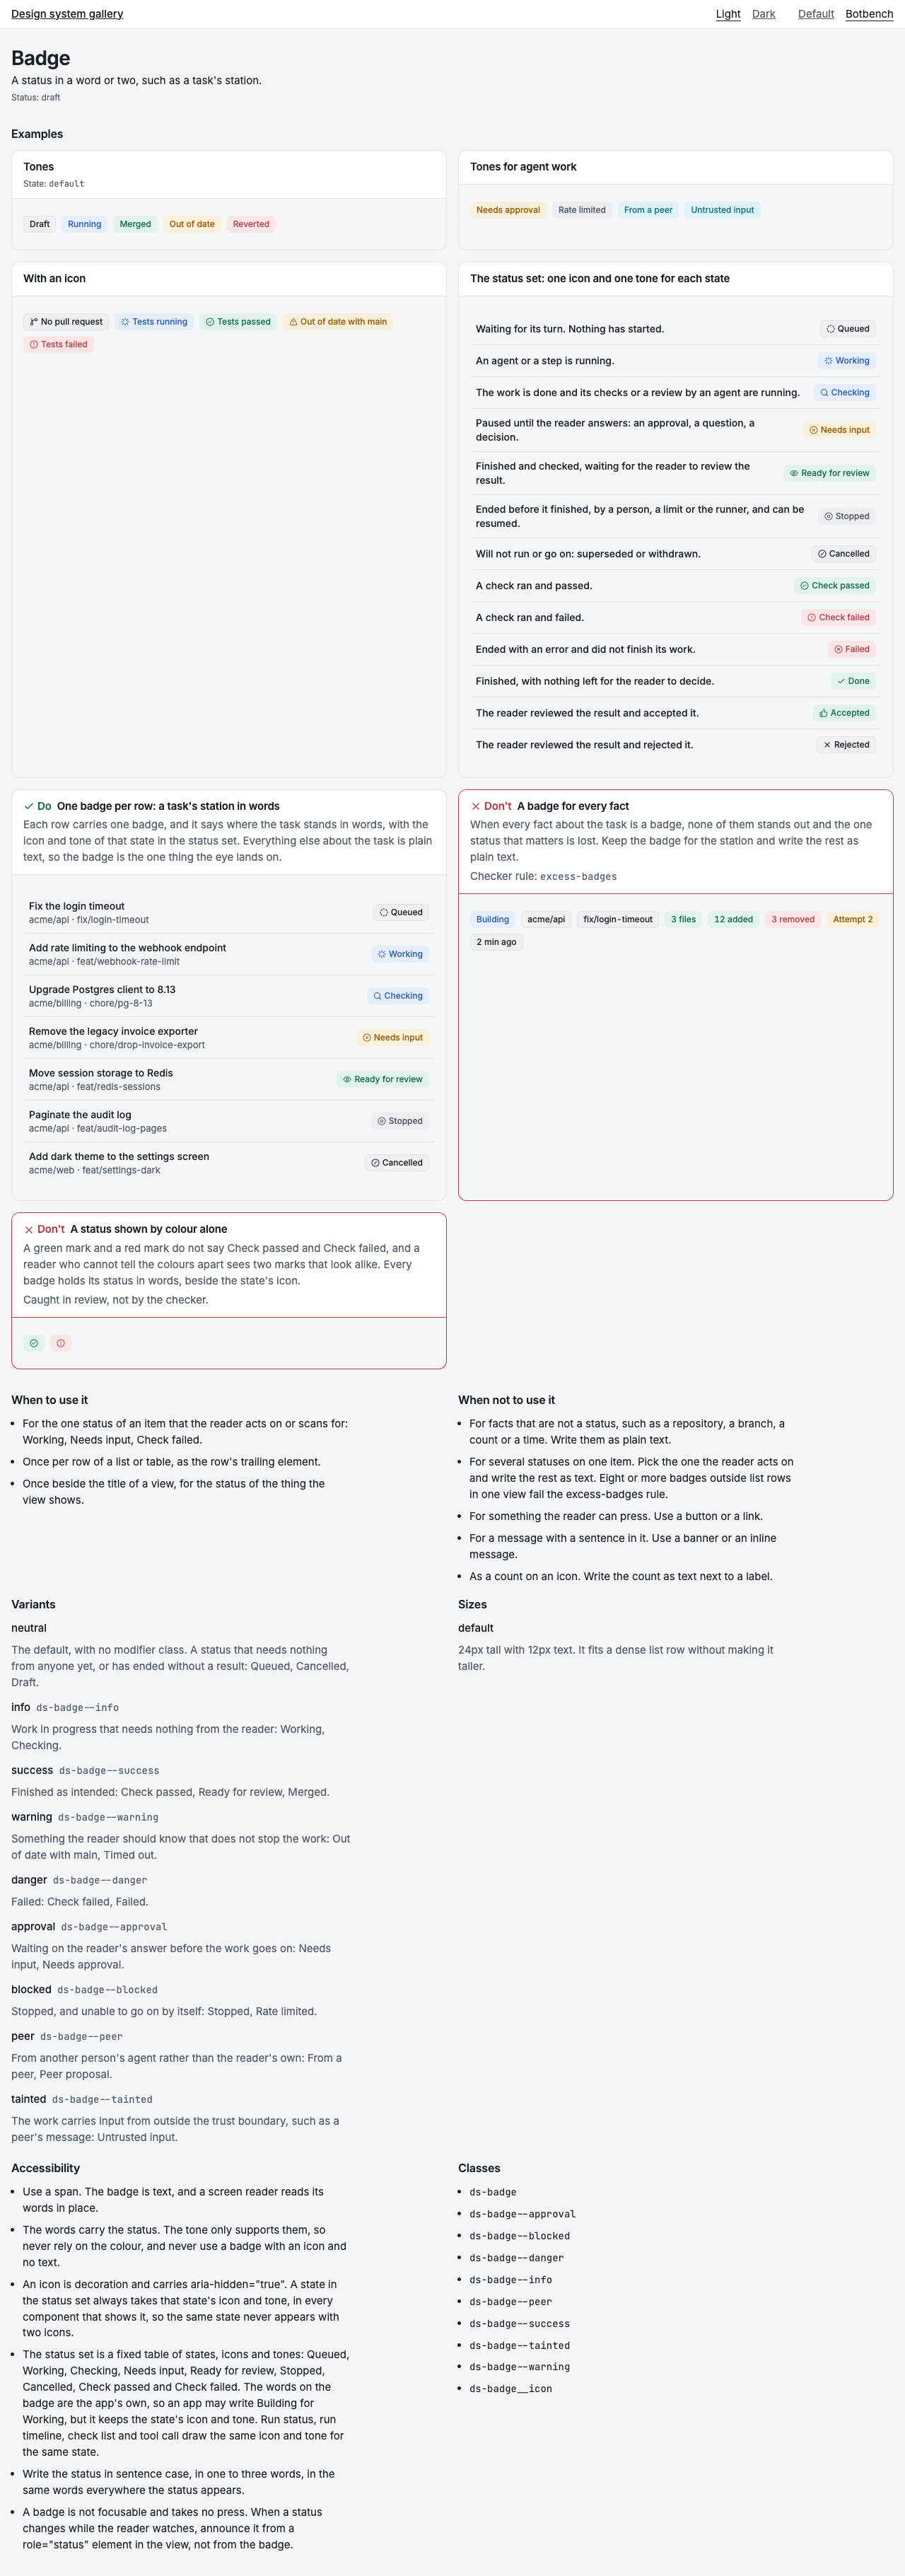 Design system gallery
Light Dark Default Botbench
Badge
A status in a word or two, such as a task's station.
Status: draft
Examples
Tones
State: default
Draft Running Merged Out of date Reverted
Tones for agent work
Needs approval Rate limited From a peer Untrusted input
With an icon
No pull request Tests running Tests passed Out of date with main
Tests failed
The status set: one icon and one tone for each state
Waiting for its turn. Nothing has started. Queued
An agent or a step is running. Working
The work is done and its checks or a review by an agent are running. Checking
Paused until the reader answers: an approval, a question, a
decision.
Needs input
Finished and checked, waiting for the reader to review the
result.
Ready for review
Ended before it finished, by a person, a limit or the runner, and can be
resumed.
Stopped
Will not run or go on: superseded or withdrawn. Cancelled
A check ran and passed. Check passed
A check ran and failed. Check failed
Ended with an error and did not finish its work. Failed
Finished, with nothing left for the reader to decide. Done
The reader reviewed the result and accepted it. Accepted
The reader reviewed the result and rejected it. Rejected
Do One badge per row: a task's station in words
Each row carries one badge, and it says where the task stands in words, with the
icon and tone of that state in the status set. Everything else about the task is plain
text, so the badge is the one thing the eye lands on.
Fix the login timeout
acme/api · fix/login-timeout
Queued
Add rate limiting to the webhook endpoint
acme/api · feat/webhook-rate-limit
Working
Upgrade Postgres client to 8.13
acme/billing · chore/pg-8-13
Checking
Remove the legacy invoice exporter
acme/billing · chore/drop-invoice-export
Needs input
Move session storage to Redis
acme/api · feat/redis-sessions
Ready for review
Paginate the audit log
acme/api · feat/audit-log-pages
Stopped
Add dark theme to the settings screen
acme/web · feat/settings-dark
Cancelled
Don't A badge for every fact
When every fact about the task is a badge, none of them stands out and the one
status that matters is lost. Keep the badge for the station and write the rest as
plain text.
Checker rule: excess-badges
Building acme/api fix/login-timeout 3 files 12 added 3 removed Attempt 2
2 min ago
Don't A status shown by colour alone
A green mark and a red mark do not say Check passed and Check failed, and a
reader who cannot tell the colours apart sees two marks that look alike. Every
badge holds its status in words, beside the state's icon.
Caught in review, not by the checker.
When to use it
For the one status of an item that the reader acts on or scans for:
Working, Needs input, Check failed.
Once per row of a list or table, as the row's trailing element.
Once beside the title of a view, for the status of the thing the
view shows.
When not to use it
For facts that are not a status, such as a repository, a branch, a
count or a time. Write them as plain text.
For several statuses on one item. Pick the one the reader acts on
and write the rest as text. Eight or more badges outside list rows
in one view fail the excess-badges rule.
For something the reader can press. Use a button or a link.
For a message with a sentence in it. Use a banner or an inline
message.
As a count on an icon. Write the count as text next to a label.
Variants
neutral
The default, with no modifier class. A status that needs nothing
from anyone yet, or has ended without a result: Queued, Cancelled,
Draft.
info ds-badge--info
Work in progress that needs nothing from the reader: Working,
Checking.
success ds-badge--success
Finished as intended: Check passed, Ready for review, Merged.
warning ds-badge--warning
Something the reader should know that does not stop the work: Out
of date with main, Timed out.
danger ds-badge--danger
Failed: Check failed, Failed.
approval ds-badge--approval
Waiting on the reader's answer before the work goes on: Needs
input, Needs approval.
blocked ds-badge--blocked
Stopped, and unable to go on by itself: Stopped, Rate limited.
peer ds-badge--peer
From another person's agent rather than the reader's own: From a
peer, Peer proposal.
tainted ds-badge--tainted
The work carries input from outside the trust boundary, such as a
peer's message: Untrusted input.
Sizes
default
24px tall with 12px text. It fits a dense list row without making it
taller.
Accessibility
Use a span. The badge is text, and a screen reader reads its
words in place.
The words carry the status. The tone only supports them, so
never rely on the colour, and never use a badge with an icon and
no text.
An icon is decoration and carries aria-hidden="true". A state in
the status set always takes that state's icon and tone, in every
component that shows it, so the same state never appears with
two icons.
The status set is a fixed table of states, icons and tones: Queued,
Working, Checking, Needs input, Ready for review, Stopped,
Cancelled, Check passed and Check failed. The words on the
badge are the app's own, so an app may write Building for
Working, but it keeps the state's icon and tone. Run status, run
timeline, check list and tool call draw the same icon and tone for
the same state.
Write the status in sentence case, in one to three words, in the
same words everywhere the status appears.
A badge is not focusable and takes no press. When a status
changes while the reader watches, announce it from a
role="status" element in the view, not from the badge.
Classes
ds-badge
ds-badge--approval
ds-badge--blocked
ds-badge--danger
ds-badge--info
ds-badge--peer
ds-badge--success
ds-badge--tainted
ds-badge--warning
ds-badge__icon